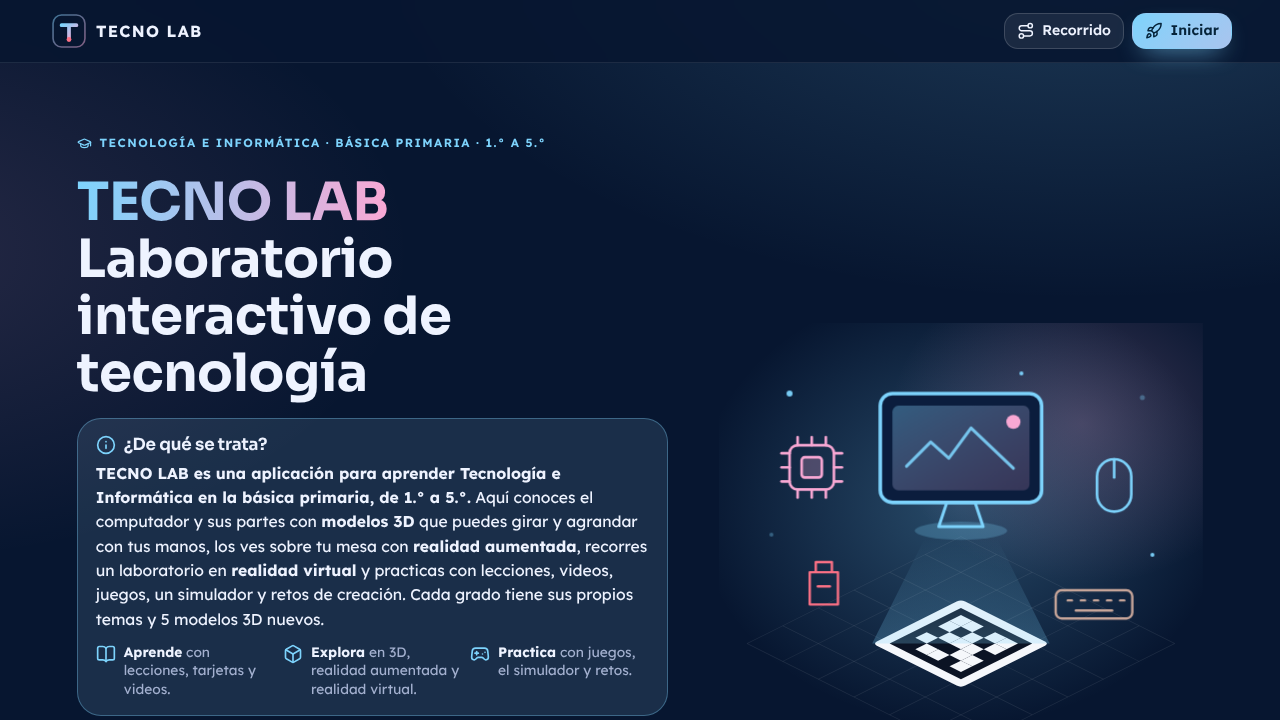 TECNO LAB
Recorrido
Iniciar
TECNOLOGÍA E INFORMÁTICA · BÁSICA PRIMARIA · 1.° A 5.°
TECNO LAB
Laboratorio
interactivo de
tecnología
¿De qué se trata?
TECNO LAB es una aplicación para aprender Tecnología e
Informática en la básica primaria, de 1.° a 5.°. Aquí conoces el
computador y sus partes con modelos 3D que puedes girar y agrandar
con tus manos, los ves sobre tu mesa con realidad aumentada, recorres
un laboratorio en realidad virtual y practicas con lecciones, videos,
juegos, un simulador y retos de creación. Cada grado tiene sus propios
temas y 5 modelos 3D nuevos.
Aprende con
lecciones, tarjetas y
videos.
Explora en 3D,
realidad aumentada y
realidad virtual.
Practica con juegos,
el simulador y retos.